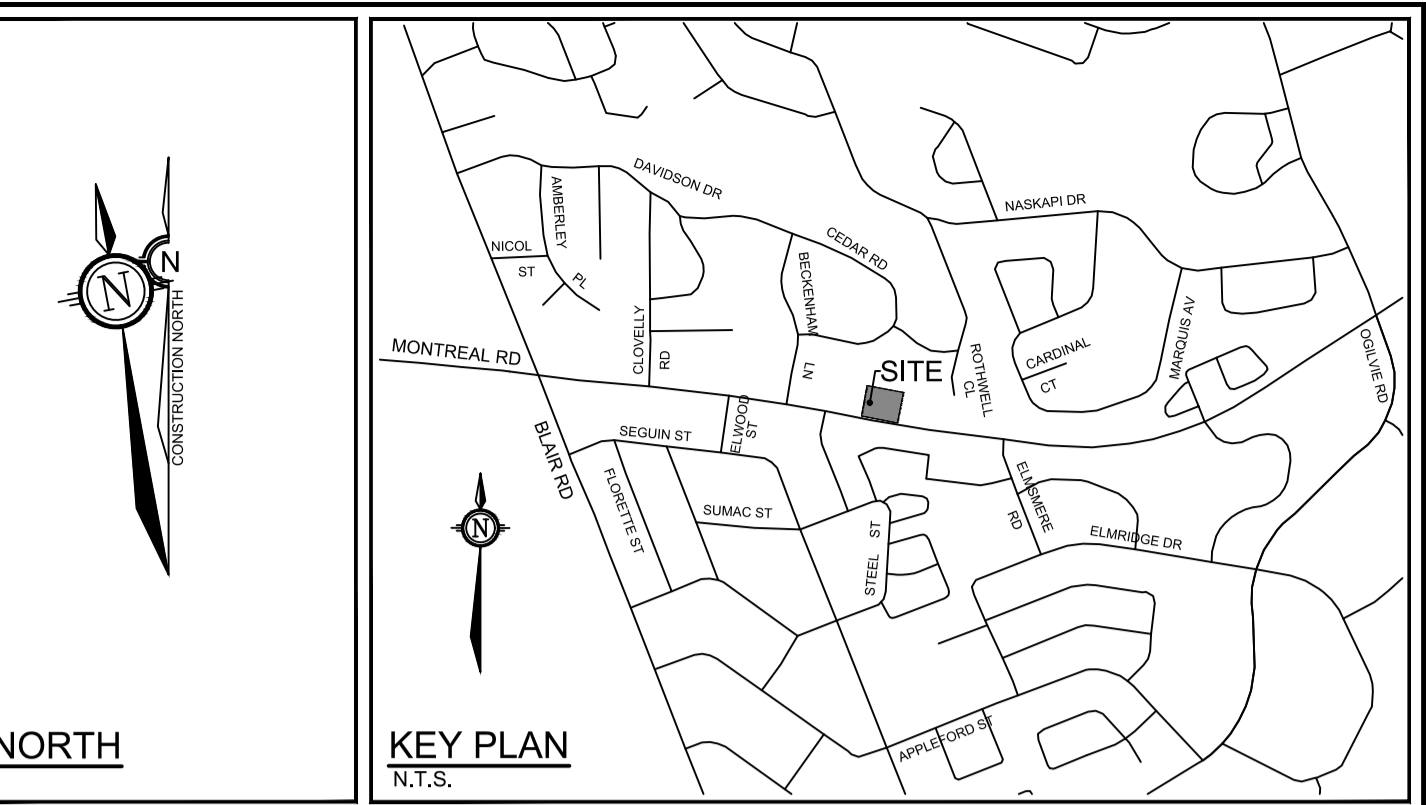 N
N
CONSTRUCTION NORTH
NORTH
DAVIDSON DR
AMBERLEY
PL
NICOL
ST
CLOVELLY
RD
BECKENHAM
LN
CEDAR RD
NASKAPI DR
MONTREAL RD
SITE
ROTHWELL
CL
CARDINAL
CT
MARQUIS AV
OGILVIE RD
BLAIR RD
SEGUIN ST
ELWOOD
ST
FLORETTE ST
SUMAC ST
STEEL ST
ELMSMERE
RD
ELMRIDGE DR
APPLEFORD ST
N
KEY PLAN
N.T.S.